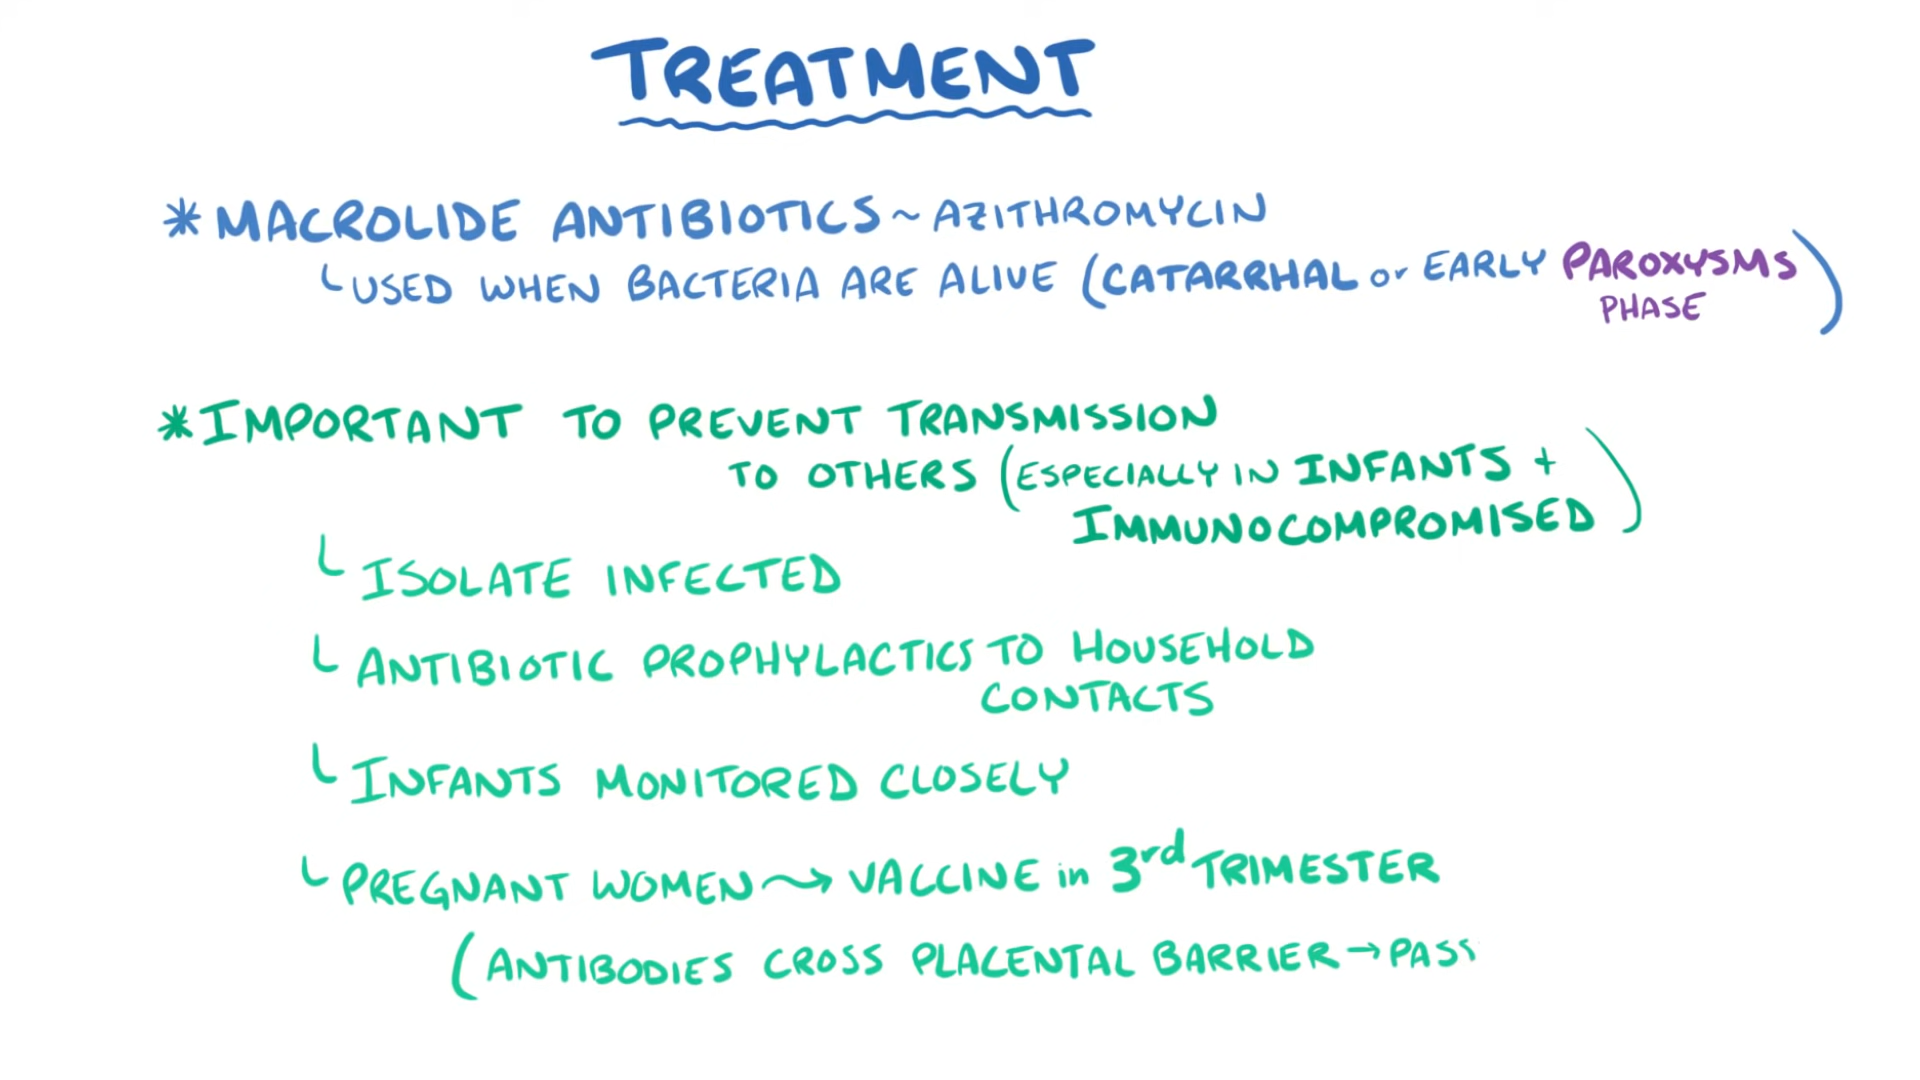 TREATMENT
* MACROLIDE ANTIBIOTICS ~ AZITHROMYCIN
USED WHEN BACTERIA ARE ALIVE (CATARRHAL or EARLY PAROXYSMS
PHASE)
* IMPORTANT TO PREVENT TRANSMISSION
TO OTHERS (ESPECIALLY IN INFANTS +
IMMUNOCOMPROMISED)
ISOLATE INFECTED
ANTIBIOTIC PROPHYLACTICS TO HOUSEHOLD
CONTACTS
INFANTS MONITORED CLOSELY
PREGNANT WOMEN → VACCINE in 3rd TRIMESTER
(ANTIBODIES CROSS PLACENTAL BARRIER → PASS